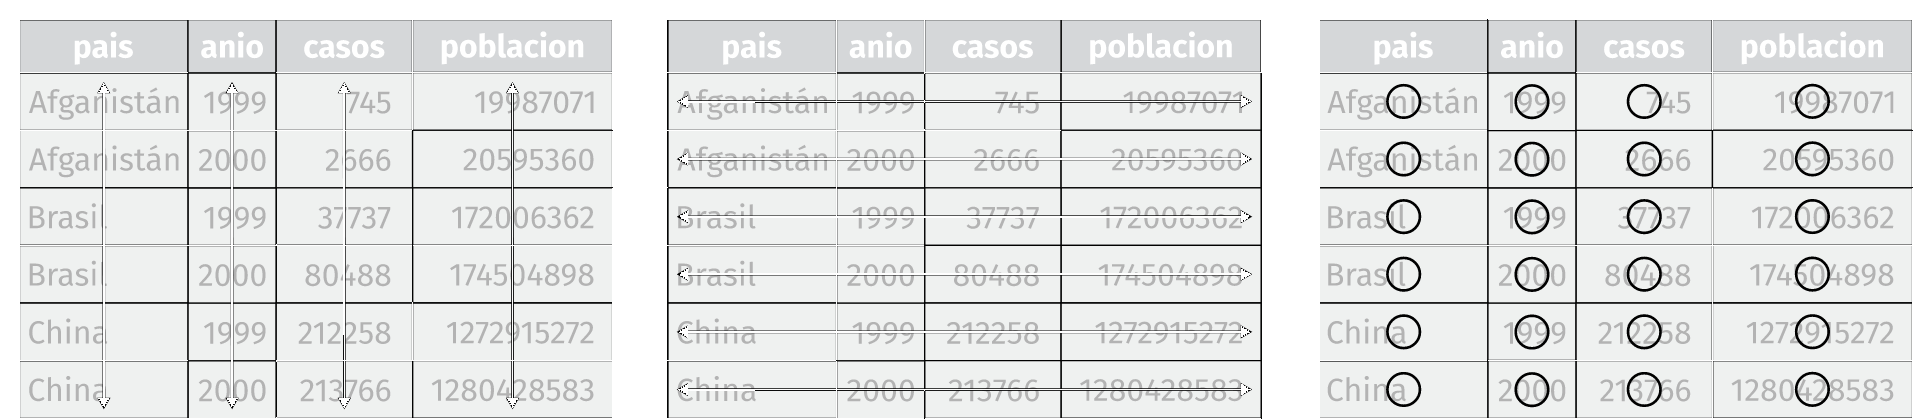 pais anio casos poblacion
Afganistán 1999 745 19987071
Afganistán 2000 2666 20595360
Brasil 1999 37737 172006362
Brasil 2000 80488 174504898
China 1999 212258 1272915272
China 2000 213766 1280428583
pais anio casos poblacion
Afganistán 1999 745 19987071
Afganistán 2000 2666 20595360
Brasil 1999 37737 172006362
Brasil 2000 80488 174504898
China 1999 212258 1272915272
China 2000 213766 1280428583
pais anio casos poblacion
Afganistán 1999 745 19987071
Afganistán 2000 2666 20595360
Brasil 1999 37737 172006362
Brasil 2000 80488 174504898
China 1999 212258 1272915272
China 2000 213766 1280428583